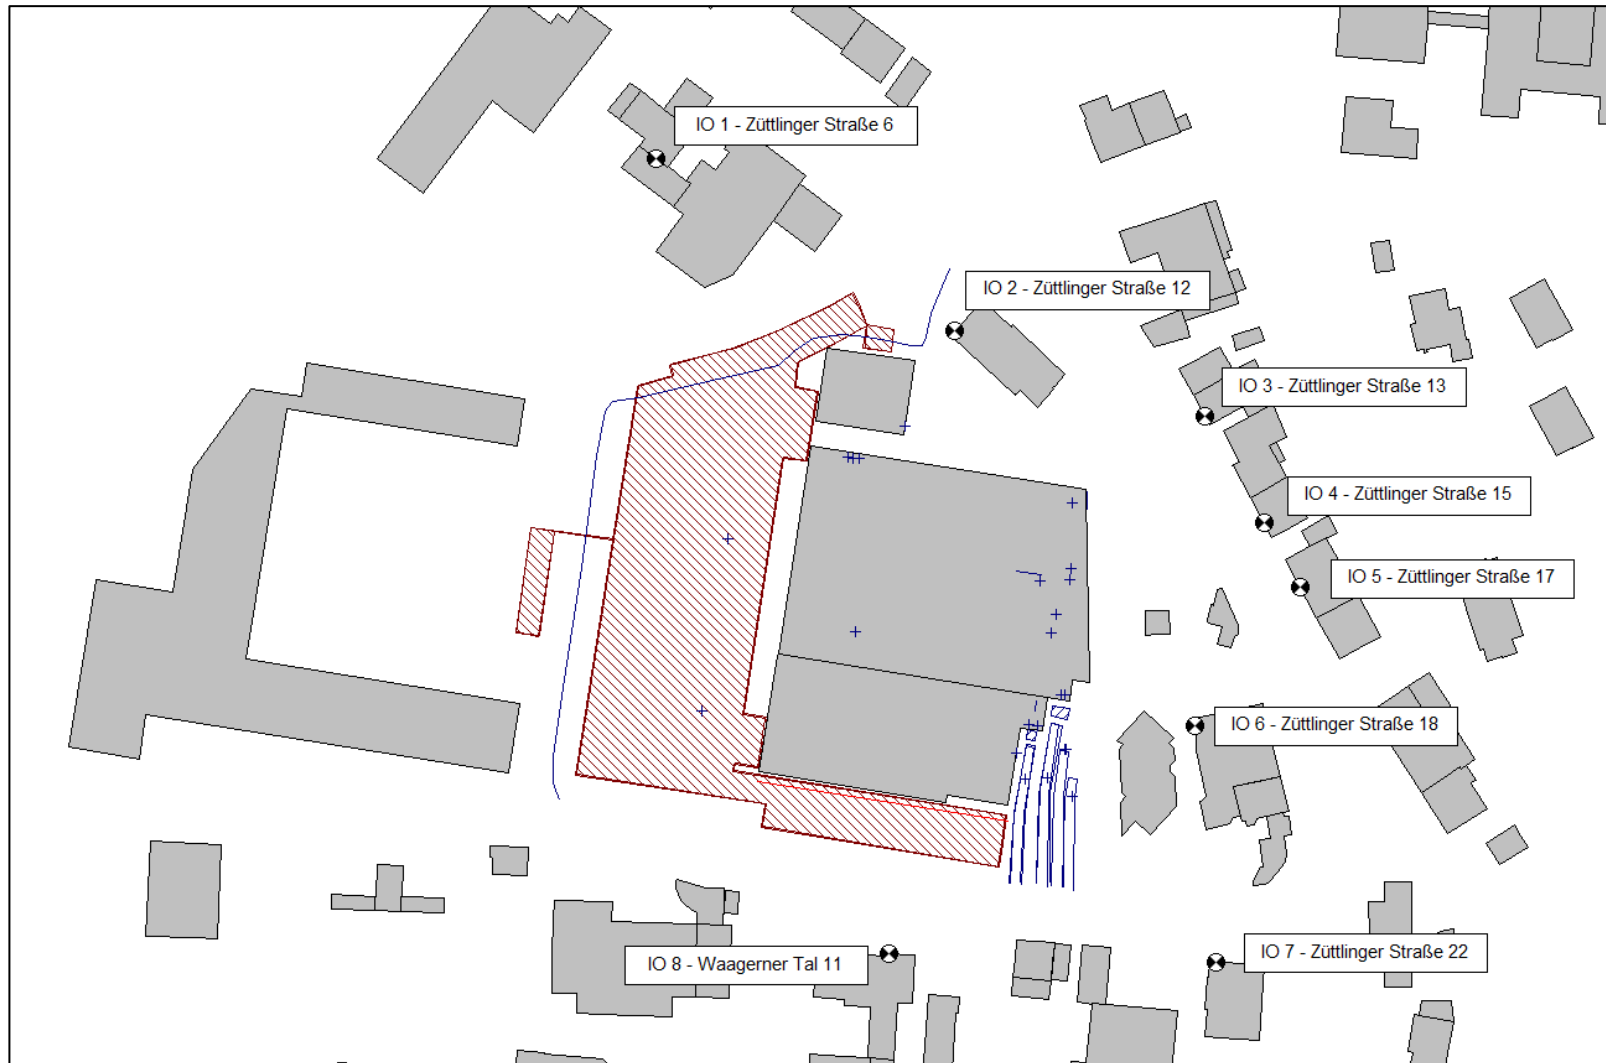 IO 1 - Züttlinger Straße 6
IO 2 - Züttlinger Straße 12
IO 3 - Züttlinger Straße 13
IO 4 - Züttlinger Straße 15
IO 5 - Züttlinger Straße 17
IO 6 - Züttlinger Straße 18
IO 7 - Züttlinger Straße 22
IO 8 - Waagerner Tal 11